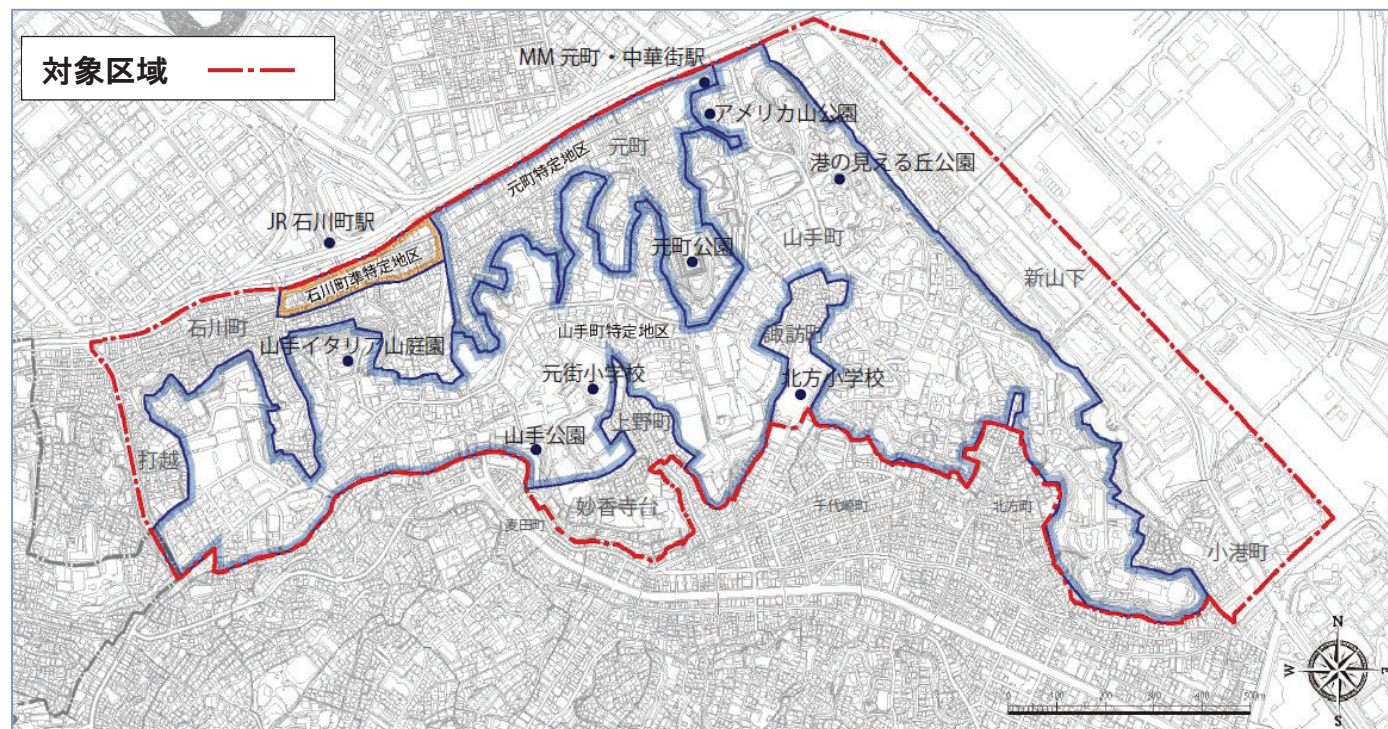 対象区域
MM 元町・中華街駅
アメリカ山公園
元町
港の見える丘公園
元町特定地区
JR 石川町駅
元町公園
山手町
石川町準特定地区
新山下
石川町
山手町特定地区
諏訪町
山手イタリア山庭園
元街小学校
北方小学校
上野町
山手公園
打越
妙香寺台
千代崎町
北方町
麦田町
小港町
N
W
E
S
0 100 200 300 400 500m